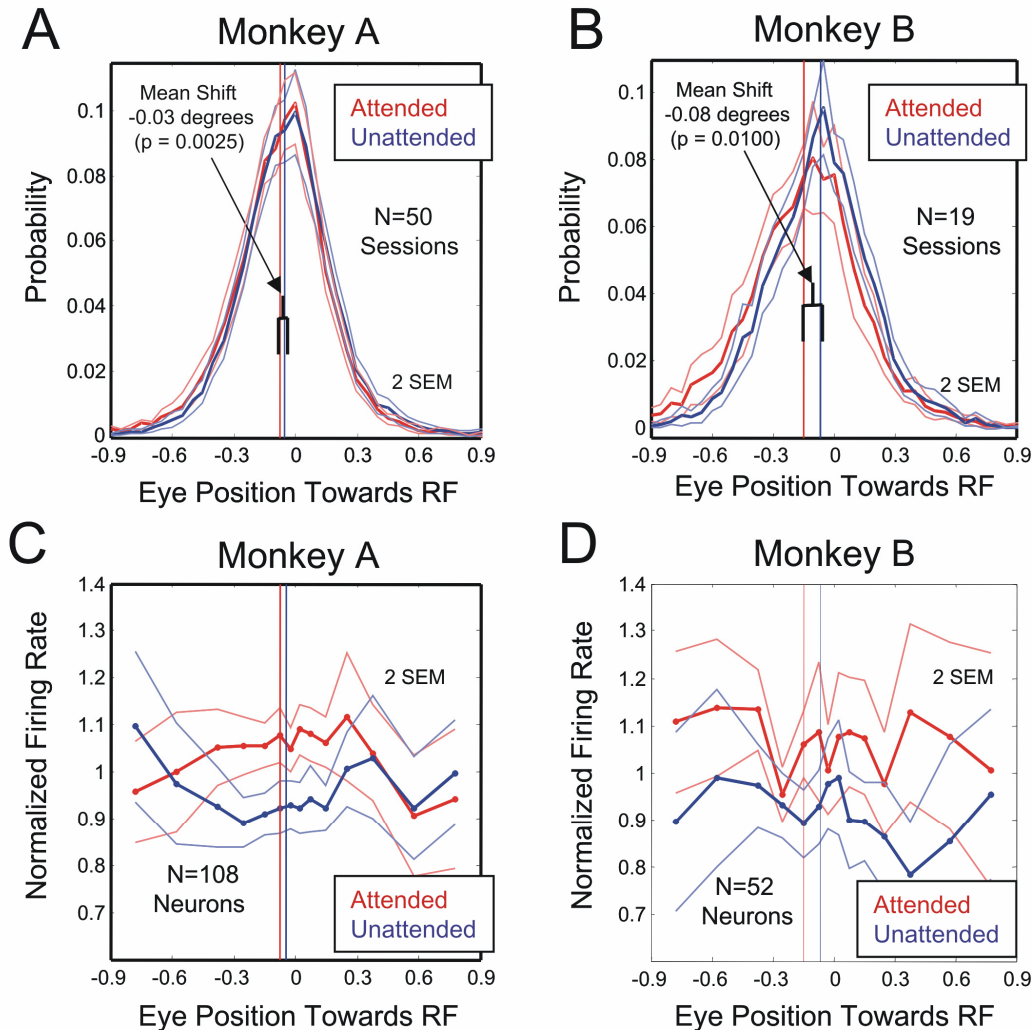 A
Monkey A
Mean Shift
-0.03 degrees
(p = 0.0025)
Attended
Unattended
N=50
Sessions
2 SEM
Probability
0.1
0.08
0.06
0.04
0.02
0
-0.9
-0.6
-0.3
0
0.3
0.6
0.9
Eye Position Towards RF
B
Monkey B
Mean Shift
-0.08 degrees
(p = 0.0100)
Attended
Unattended
N=19
Sessions
2 SEM
Probability
0.1
0.08
0.06
0.04
0.02
0
-0.9
-0.6
-0.3
0
0.3
0.6
0.9
Eye Position Towards RF
C
Monkey A
2 SEM
N=108
Neurons
Attended
Unattended
Normalized Firing Rate
1.4
1.3
1.2
1.1
1
0.9
0.8
0.7
-0.9
-0.6
-0.3
0
0.3
0.6
0.9
Eye Position Towards RF
D
Monkey B
2 SEM
N=52
Neurons
Attended
Unattended
Normalized Firing Rate
1.4
1.3
1.2
1.1
1
0.9
0.8
0.7
-0.9
-0.6
-0.3
0
0.3
0.6
0.9
Eye Position Towards RF